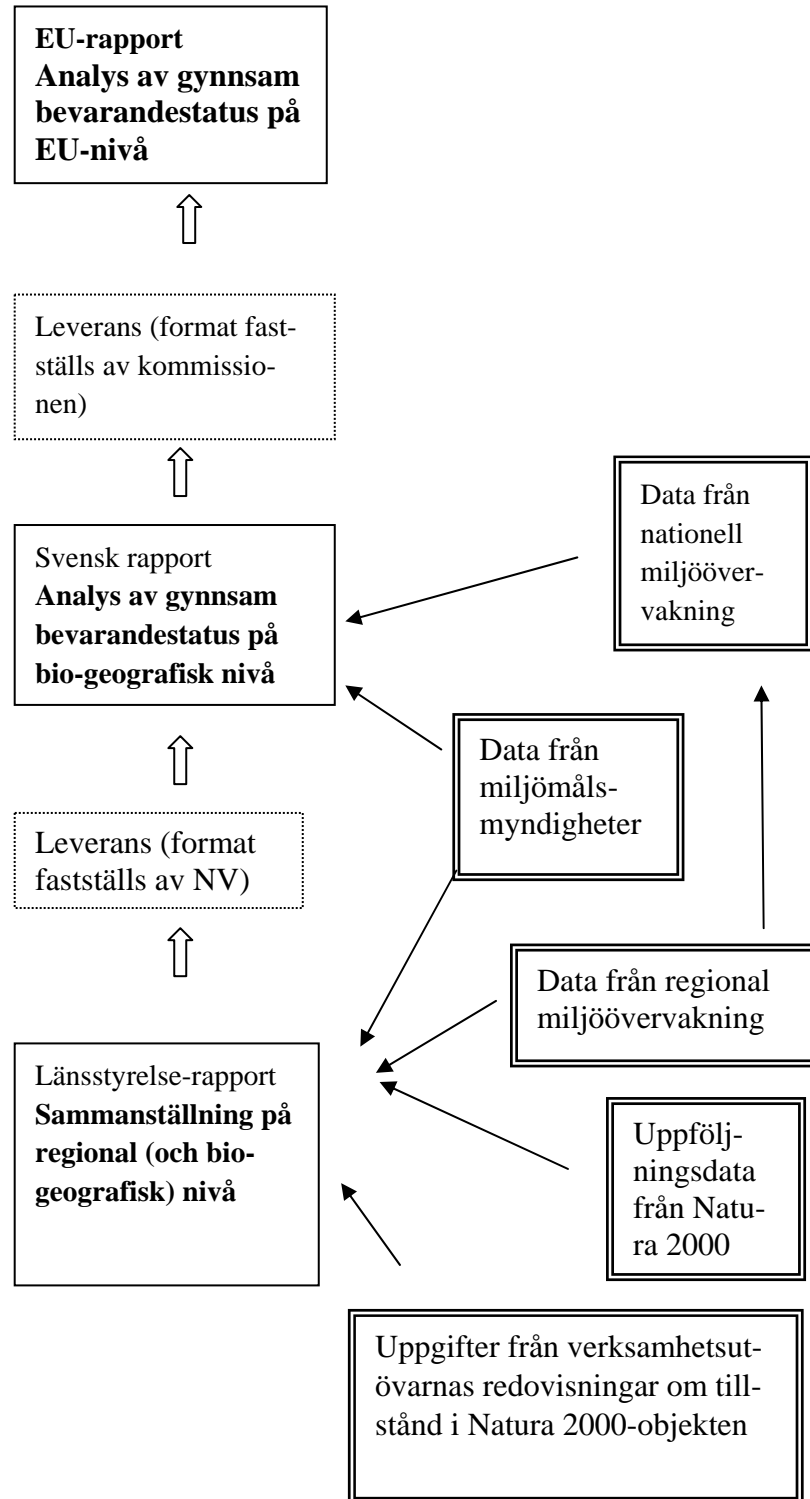 EU-rapport
Analys av gynnsam
bevarandestatus på
EU-nivå
Leverans (format fast-
ställs av kommissio-
nen)
Svensk rapport
Analys av gynnsam
bevarandestatus på
bio-geografisk nivå
Data från
nationell
miljööver-
vakning
Data från
miljömåls-
myndigheter
Leverans (format
fastställs av NV)
Data från regional
miljöövervakning
Länsstyrelse-rapport
Sammanställning på
regional (och bio-
geografisk) nivå
Uppfölj-
ningsdata
från Natu-
ra 2000
Uppgifter från verksamhetsut-
övarnas redovisningar om till-
stånd i Natura 2000-objekten